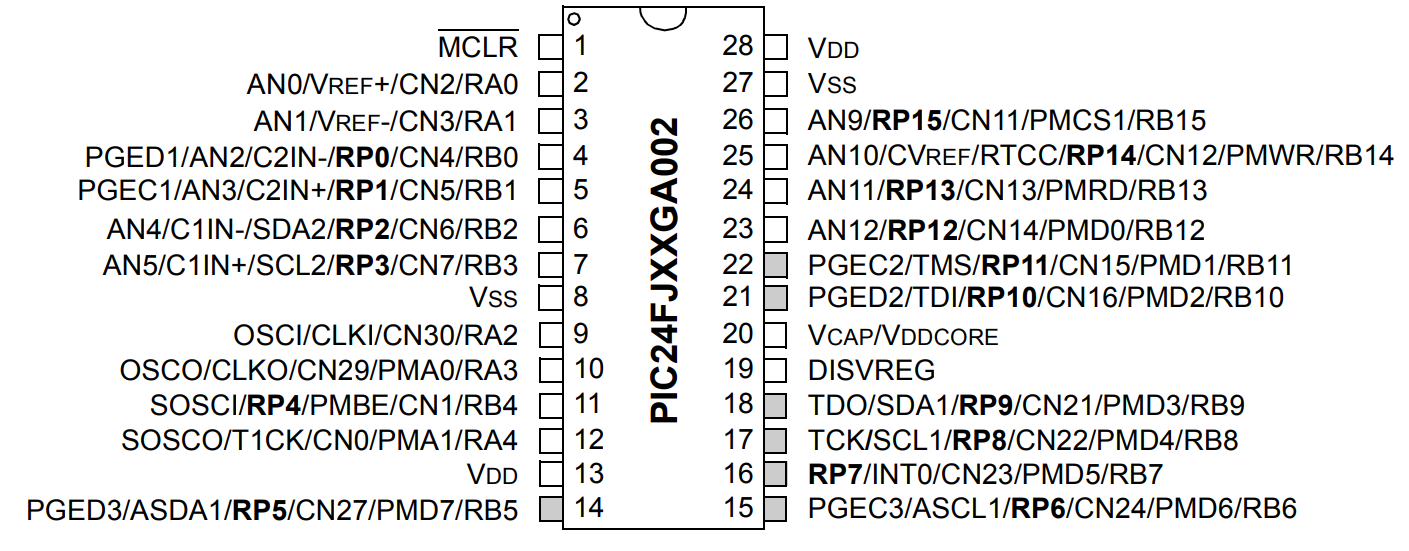 MCLR 1 28 VDD
AN0/VREF+/CN2/RA0 2 27 VSS
AN1/VREF-/CN3/RA1 3 26 AN9/RP15/CN11/PMCS1/RB15
PGED1/AN2/C2IN-/RP0/CN4/RB0 4 25 AN10/CVREF/RTCC/RP14/CN12/PMWR/RB14
PGEC1/AN3/C2IN+/RP1/CN5/RB1 5 24 AN11/RP13/CN13/PMRD/RB13
AN4/C1IN-/SDA2/RP2/CN6/RB2 6 23 AN12/RP12/CN14/PMD0/RB12
AN5/C1IN+/SCL2/RP3/CN7/RB3 7 22 PGEC2/TMS/RP11/CN15/PMD1/RB11
VSS 8 21 PGED2/TDI/RP10/CN16/PMD2/RB10
OSCI/CLKI/CN30/RA2 9 20 VCAP/VDDCORE
OSCO/CLKO/CN29/PMA0/RA3 10 19 DISVREG
SOSCI/RP4/PMBE/CN1/RB4 11 18 TDO/SDA1/RP9/CN21/PMD3/RB9
SOSCO/T1CK/CN0/PMA1/RA4 12 17 TCK/SCL1/RP8/CN22/PMD4/RB8
VDD 13 16 RP7/INT0/CN23/PMD5/RB7
PGED3/ASDA1/RP5/CN27/PMD7/RB5 14 15 PGEC3/ASCL1/RP6/CN24/PMD6/RB6
PIC24FJXXGA002